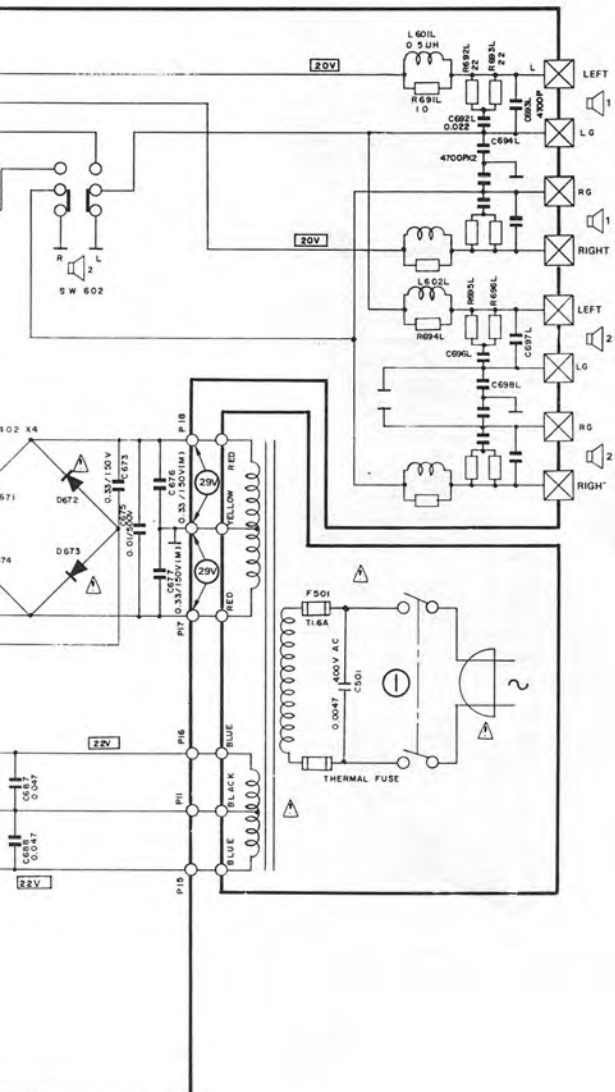 L601L
0.5UH
20V
R692L
22
R693L
22
L
LEFT
R691L
10
C692L
0.022
C693L
4700P
1
LG
C694L
4700PX2
RG
1
20V
RIGHT
R L
2
SW 602
L602L
R694L
R695L
R696L
LEFT
C696L
C697L
2
LG
C698L
RG
2
RIGH
402 X4
P18
RED
0.33/150V
C673
C676
0.33/150V(M)
29V
671
D672
C675
0.01/500V
YELLOW
74
D673
C677
0.33/150V(M)
29V
RED
P17
F501
T1.6A
400V AC
C501
0.0047
THERMAL FUSE
22V
P16
BLUE
C687
0.047
P11
BLACK
C688
0.047
22V
P15
BLUE